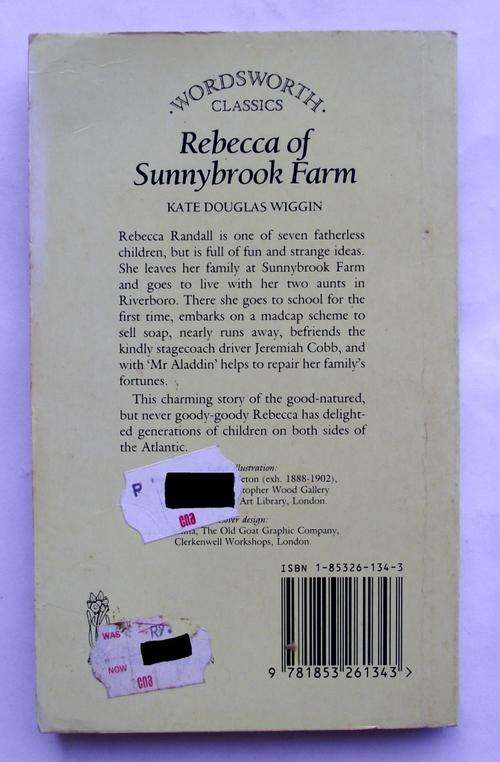 WORDSWORTH
CLASSICS
Rebecca of
Sunnybrook Farm
KATE DOUGLAS WIGGIN
Rebecca Randall is one of seven fatherless
children, but is full of fun and strange ideas.
She leaves her family at Sunnybrook Farm
and goes to live with her two aunts in
Riverboro. There she goes to school for the
first time, embarks on a madcap scheme to
sell soap, nearly runs away, befriends the
kindly stagecoach driver Jeremiah Cobb, and
with ‘Mr Aladdin’ helps to repair her family's
fortunes.
This charming story of the good-natured,
but never goody-goody Rebecca has delight-
ed generations of children on both sides of
the Atlantic.
(exh. 1888-1902),
Wood Gallery
Art Library, London.
P
cna
design:
The Old Goat Graphic Company,
Clerkenwell Workshops, London.
ISBN 1-85326-134-3
9 781853 261343 >
WAS
NOW
cna